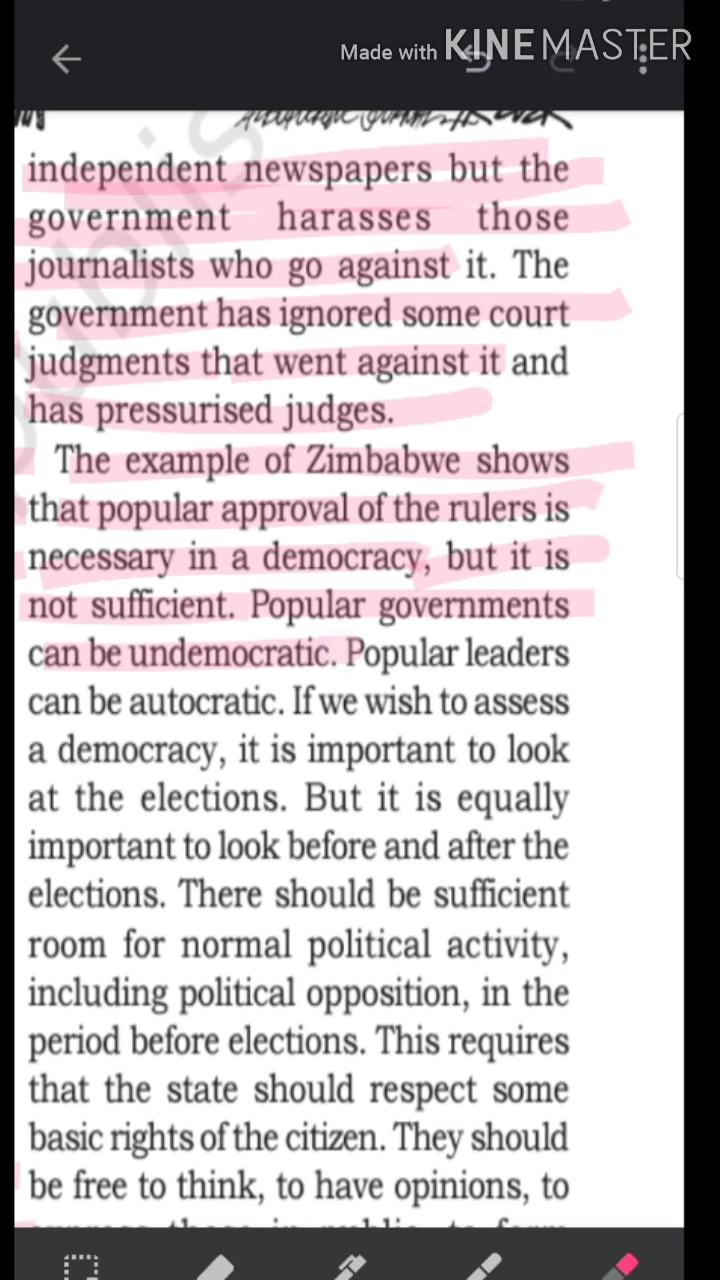 Made with KINEMASTER
independent newspapers but the
government harasses those
journalists who go against it. The
government has ignored some court
judgments that went against it and
has pressurised judges.
The example of Zimbabwe shows
that popular approval of the rulers is
necessary in a democracy, but it is
not sufficient. Popular governments
can be undemocratic. Popular leaders
can be autocratic. If we wish to assess
a democracy, it is important to look
at the elections. But it is equally
important to look before and after the
elections. There should be sufficient
room for normal political activity,
including political opposition, in the
period before elections. This requires
that the state should respect some
basic rights of the citizen. They should
be free to think, to have opinions, to